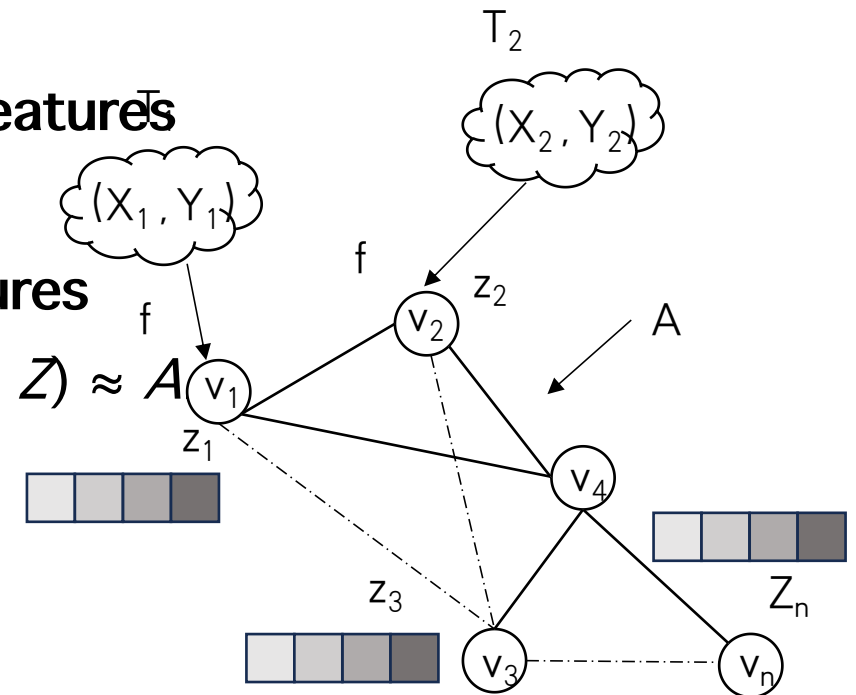 T₂
eatures
T
(X₂, Y₂)
(X₁, Y₁)
f
z₂
ures
f
v₂
A
Z) ≈ A
v₁
z₁
v₄
z₃
Zₙ
v₃
vₙ